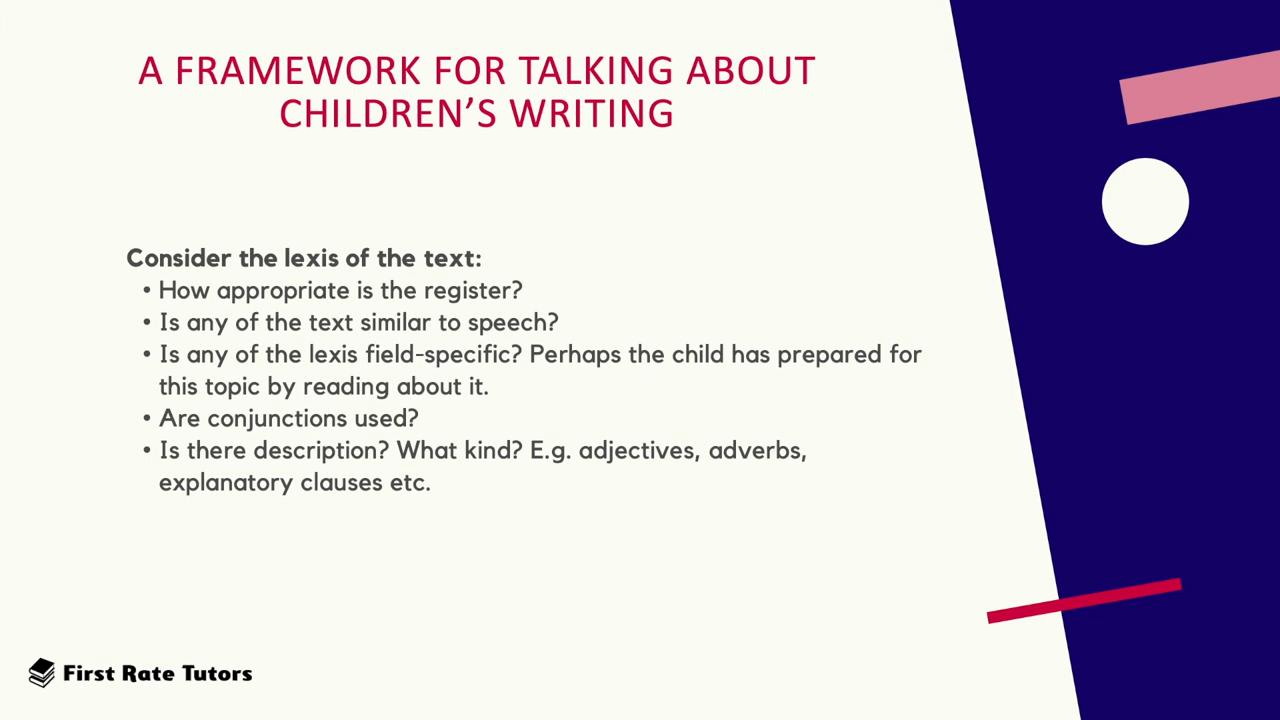 A FRAMEWORK FOR TALKING ABOUT
CHILDREN’S WRITING
Consider the lexis of the text:
• How appropriate is the register?
• Is any of the text similar to speech?
• Is any of the lexis field-specific? Perhaps the child has prepared for
this topic by reading about it.
• Are conjunctions used?
• Is there description? What kind? E.g. adjectives, adverbs,
explanatory clauses etc.
First Rate Tutors